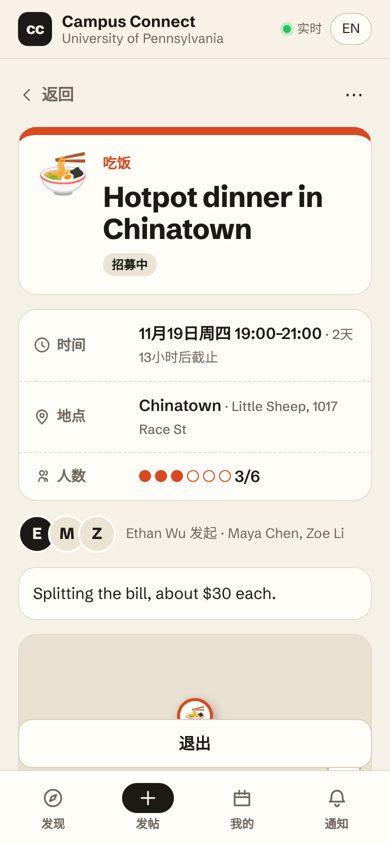 cc
Campus Connect
University of Pennsylvania
实时
EN
返回
吃饭
Hotpot dinner in
Chinatown
招募中
时间
11月19日周四 19:00–21:00 · 2天
13小时后截止
地点
Chinatown · Little Sheep, 1017
Race St
人数
3/6
E M Z
Ethan Wu 发起 · Maya Chen, Zoe Li
Splitting the bill, about $30 each.
退出
发现
发帖
我的
通知